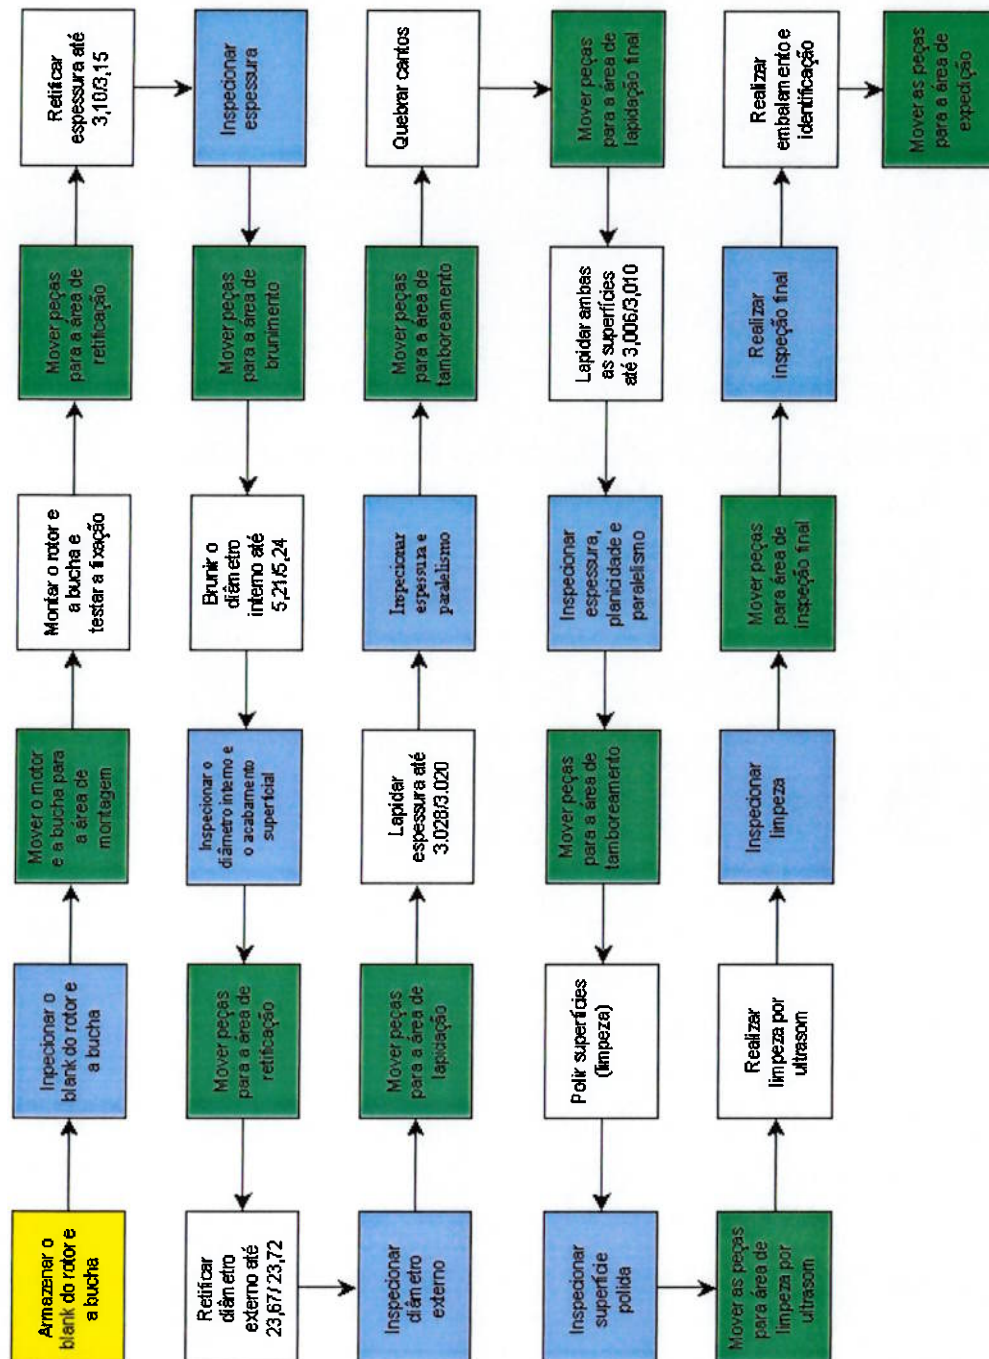 Armazenar o
blank do rotor e
a bucha
Inpecionar o
blank do rotor e
a bucha
Mover o motor
e a bucha para
a área de
montagem
Montar o rotor e
a bucha e
testar a fixação
Mover peças
para a área de
retificação
Retificar
espessura até
3,10/3,15
Inspecionar
espessura
Mover peças
para a área de
brunimento
Brunir o
diâmetro
interno até
5,21/5,24
Inspecionar o
diâmetro interno e
o acabamento
superficial
Mover peças
para a área de
retificação
Retificar
diâmetro
externo até
23,67/23,72
Inspecionar
diâmetro
externo
Mover peças
para a área de
lapidação
Lapidar
espessura até
3.028/3.020
Inspecionar
espessura e
paralelismo
Mover peças
para a área de
tamboreamento
Quebrar cantos
Mover peças
para a área de
lapidação final
Lapidar ambas
as superfícies
até 3,006/3,010
Inspecionar
espessura,
planicidade e
paralelismo
Mover peças
para a área de
tamboreamento
Polir superfícies
(limpeza)
Inspecionar
superfície
polida
Mover as peças
para área de
limpeza por
ultrasom
Realizar
limpeza por
ultrasom
Inspecionar
limpeza
Mover peças
para área de
inspeção final
Realizar
inspeção final
Realizar
embalamento e
identificação
Mover as peças
para a área de
expedição